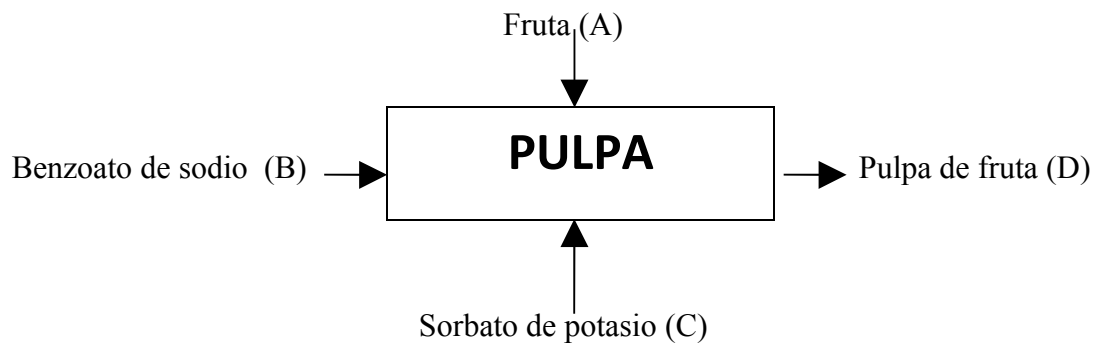 Fruta (A)
PULPA
Benzoato de sodio (B)
Pulpa de fruta (D)
Sorbato de potasio (C)